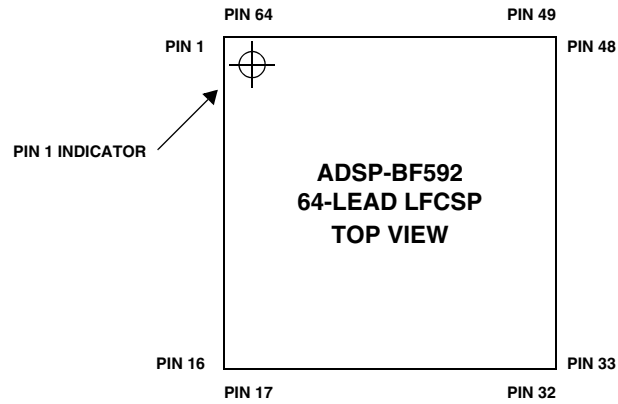 PIN 64
PIN 49
PIN 1
PIN 48
PIN 1 INDICATOR
ADSP-BF592
64-LEAD LFCSP
TOP VIEW
PIN 16
PIN 33
PIN 17
PIN 32